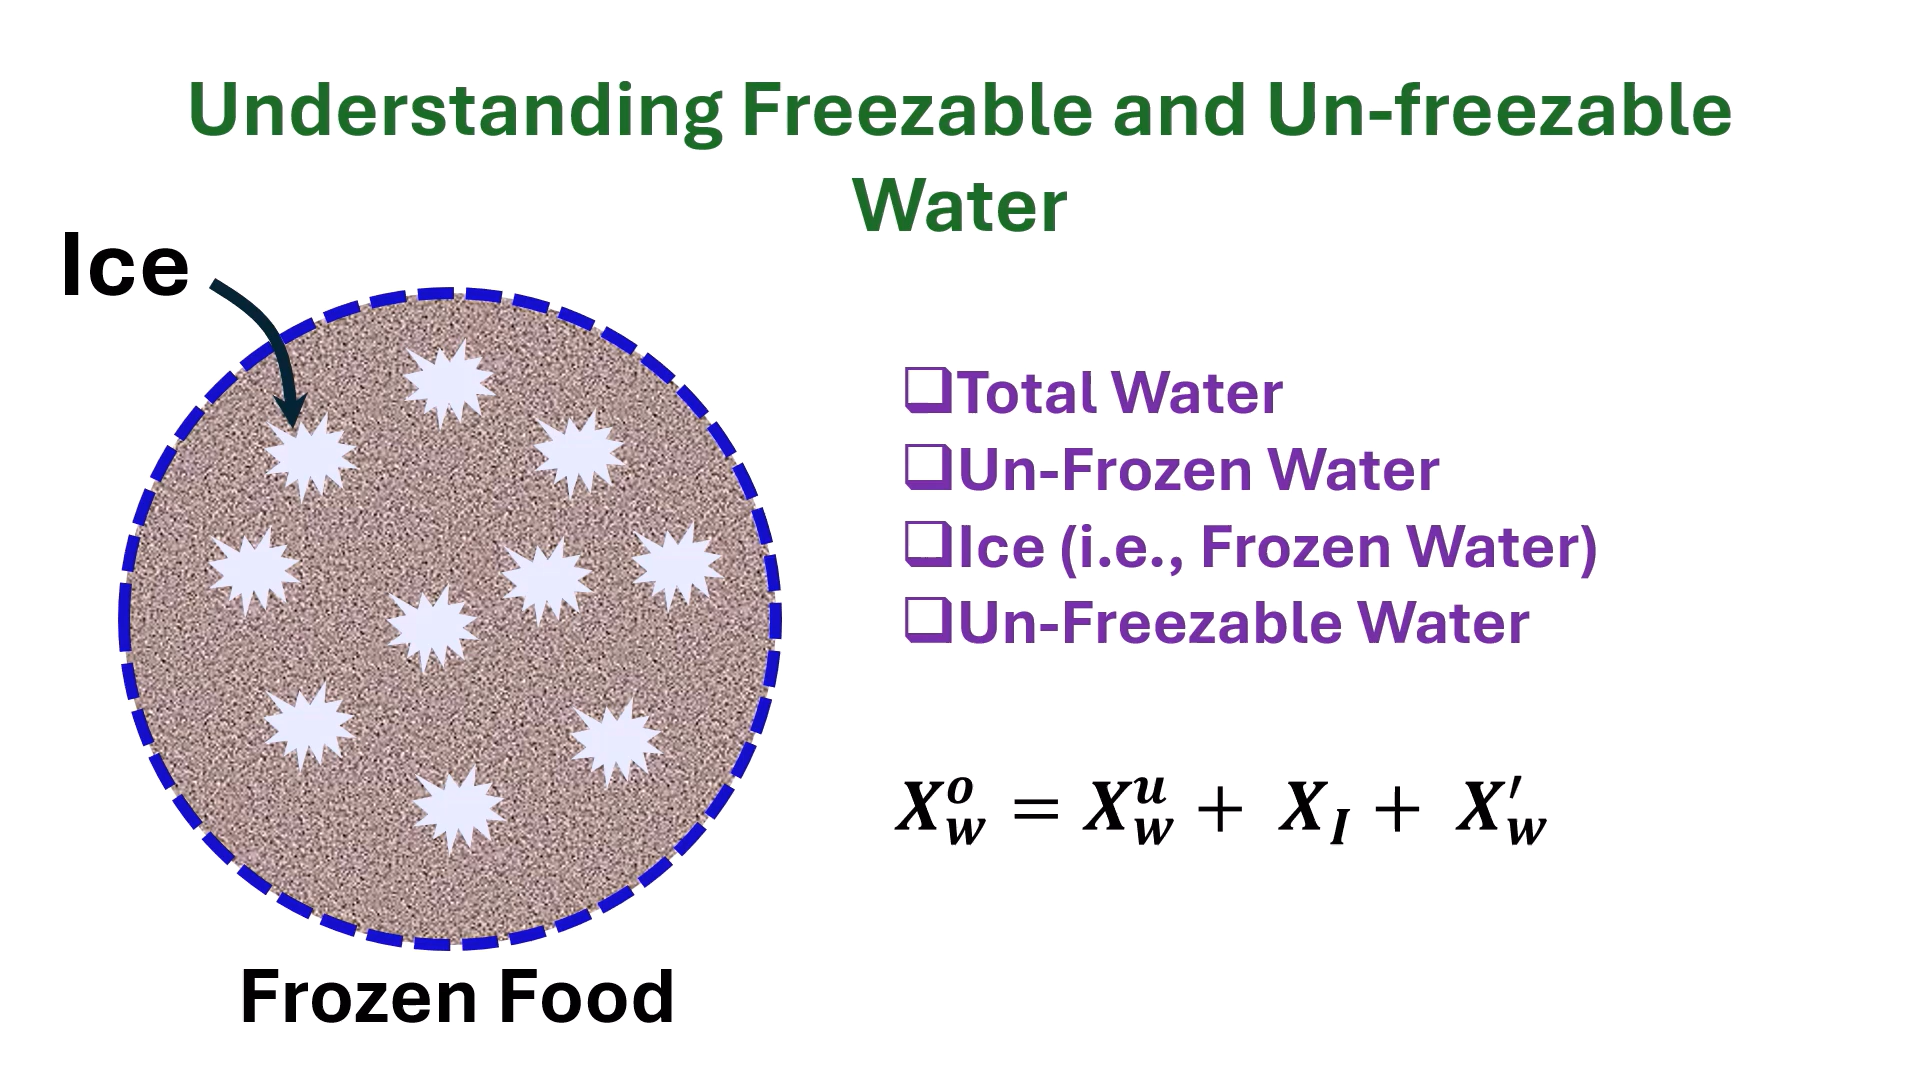 Understanding Freezable and Un-freezable
Water
Ice
❑Total Water
❑Un-Frozen Water
❑Ice (i.e., Frozen Water)
❑Un-Freezable Water
X_w^o = X_w^u + X_I + X_w′
Frozen Food